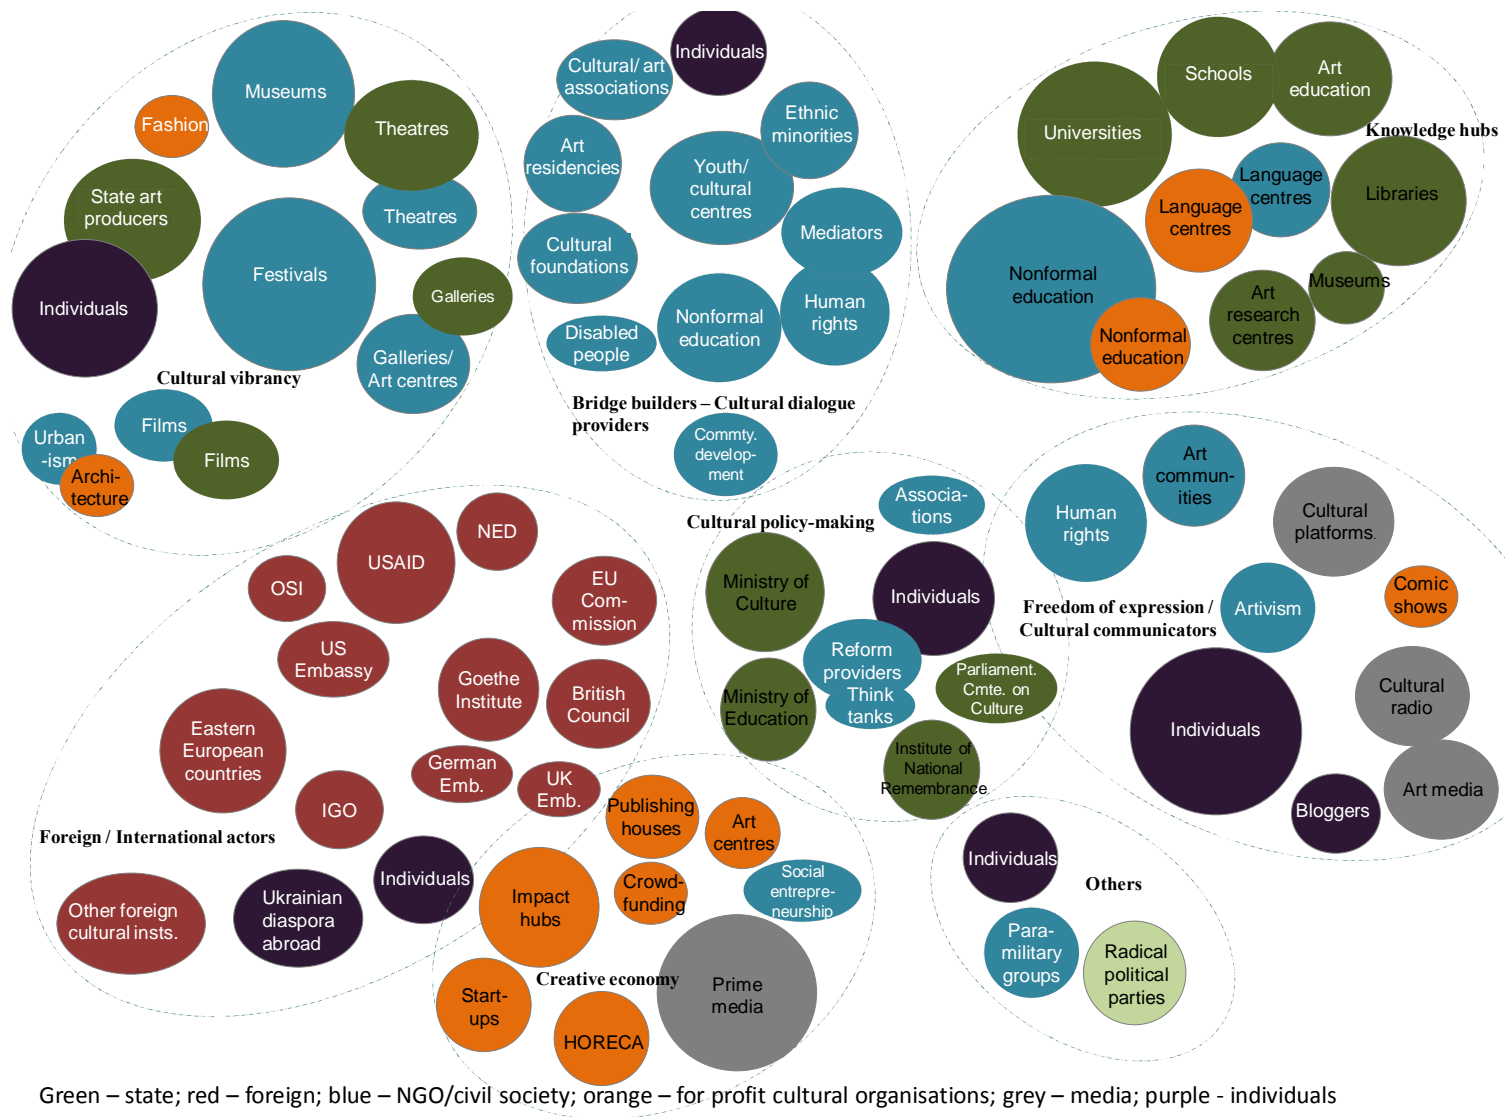 Museums
Fashion
Theatres
State art
producers
Theatres
Festivals
Individuals
Galleries
Galleries/
Art centres
Cultural vibrancy
Films
Films
Urban
-ism
Archi-
tecture
Individuals
Cultural/ art
associations
Ethnic
minorities
Art
residencies
Youth/
cultural
centres
Mediators
Cultural
foundations
Human
rights
Nonformal
education
Disabled
people
Bridge builders – Cultural dialogue
providers
Commty.
develop-
ment
Schools
Art
education
Universities
Knowledge hubs
Language
centres
Language
centres
Libraries
Nonformal
education
Museums
Art
research
centres
Nonformal
education
NED
USAID
OSI
EU
Com-
mission
US
Embassy
Goethe
Institute
British
Council
Eastern
European
countries
German
Emb.
UK
Emb.
IGO
Foreign / International actors
Individuals
Ukrainian
diaspora
abroad
Other foreign
cultural insts.
Associa-
tions
Cultural policy-making
Ministry of
Culture
Individuals
Reform
providers
Think
tanks
Ministry of
Education
Parliament.
Cmte. on
Culture
Institute of
National
Remembrance
Art
commun-
ities
Human
rights
Cultural
platforms.
Comic
shows
Artivism
Freedom of expression /
Cultural communicators
Cultural
radio
Individuals
Art media
Bloggers
Publishing
houses
Art
centres
Social
entrepre-
neurship
Crowd-
funding
Impact
hubs
Creative economy
Prime
media
Start-
ups
HORECA
Individuals
Others
Para-
military
groups
Radical
political
parties
Green – state; red – foreign; blue – NGO/civil society; orange – for profit cultural organisations; grey – media; purple - individuals